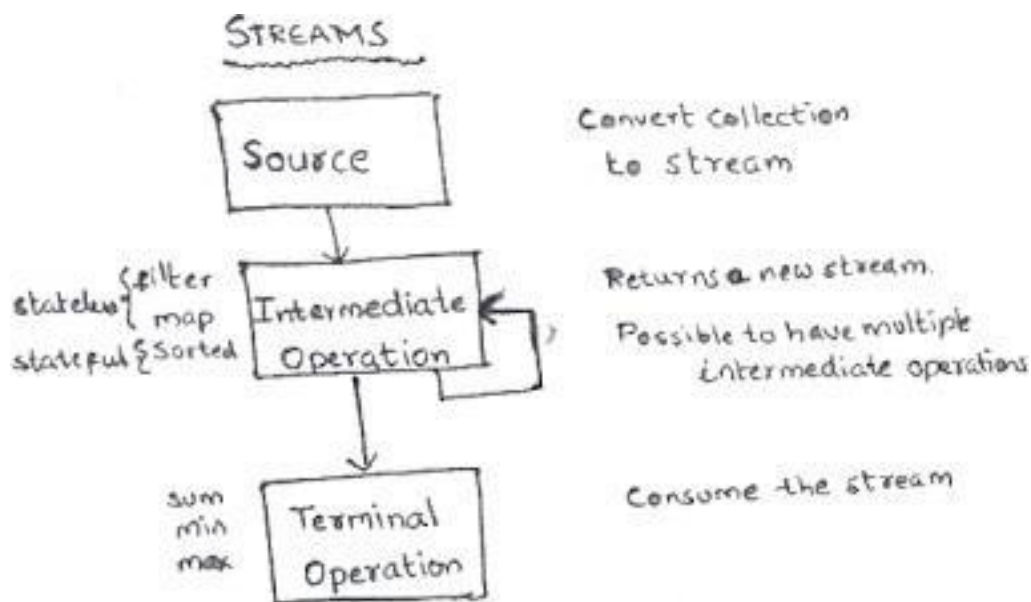 STREAMS
Source
Convert collection
to stream
stateless { filter
map
stateful { Sorted
Intermediate
Operation
Returns a new stream.
Possible to have multiple
intermediate operations
sum
min
max
Terminal
Operation
Consume the stream